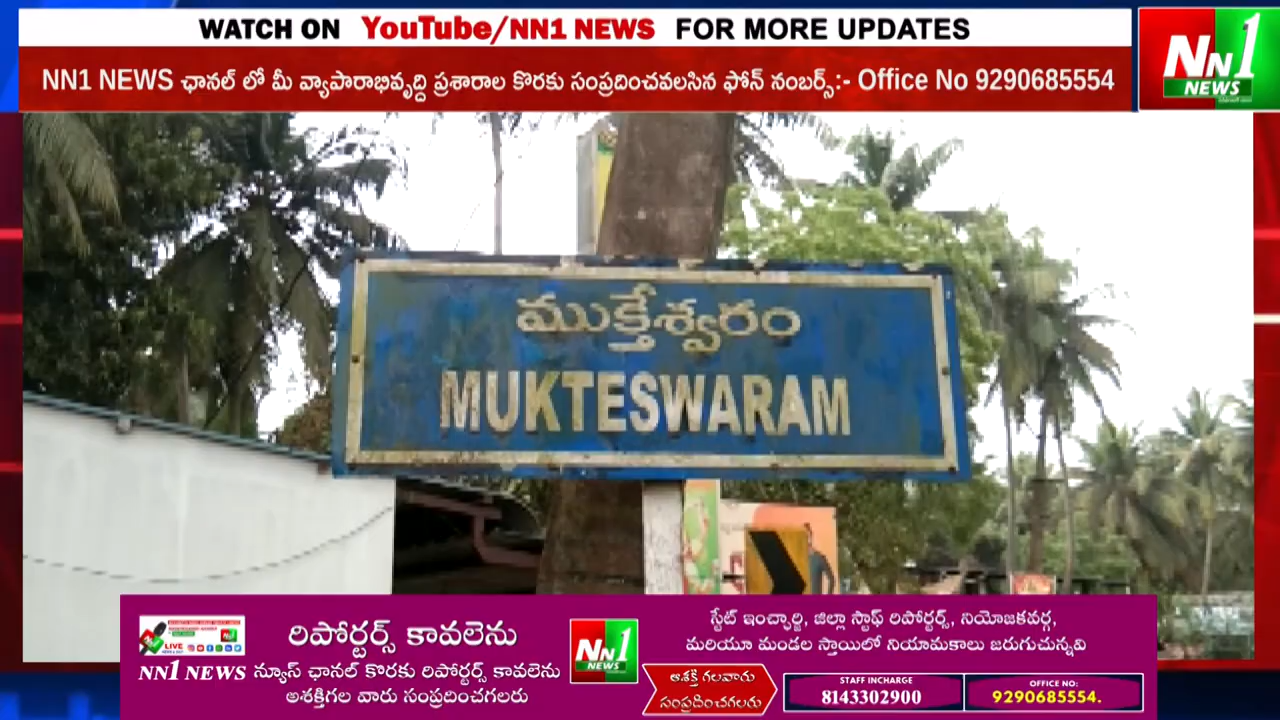 WATCH ON YouTube/NN1 NEWS FOR MORE UPDATES
NN1 NEWS ఛానల్ లో మీ వ్యాపారాభివృద్ది ప్రశారాల కొరకు సంప్రదించవలసిన ఫోన్ నంబర్స్:- Office No 9290685554
NN1
NEWS
ముక్తేశ్వరం
MUKTESWARAM
LIVE
రిపోర్టర్స్ కావలెను
NN1 NEWS న్యూస్ ఛానల్ కొరకు రిపోర్టర్స్ కావలెను
అశక్తిగల వారు సంప్రదించగలరు
NN1
NEWS
స్టేట్ ఇంచ్చార్జి, జిల్లా స్టాఫ్ రిపోర్టర్స్, నియోజకవర్గ,
మరియూ మండల స్తాయిలో నియామకాలు జరుగుచున్నవి
ఆశక్తి గలవారు
సంప్రదించగలరు
STAFF INCHARGE
8143302900
OFFICE NO:
9290685554.